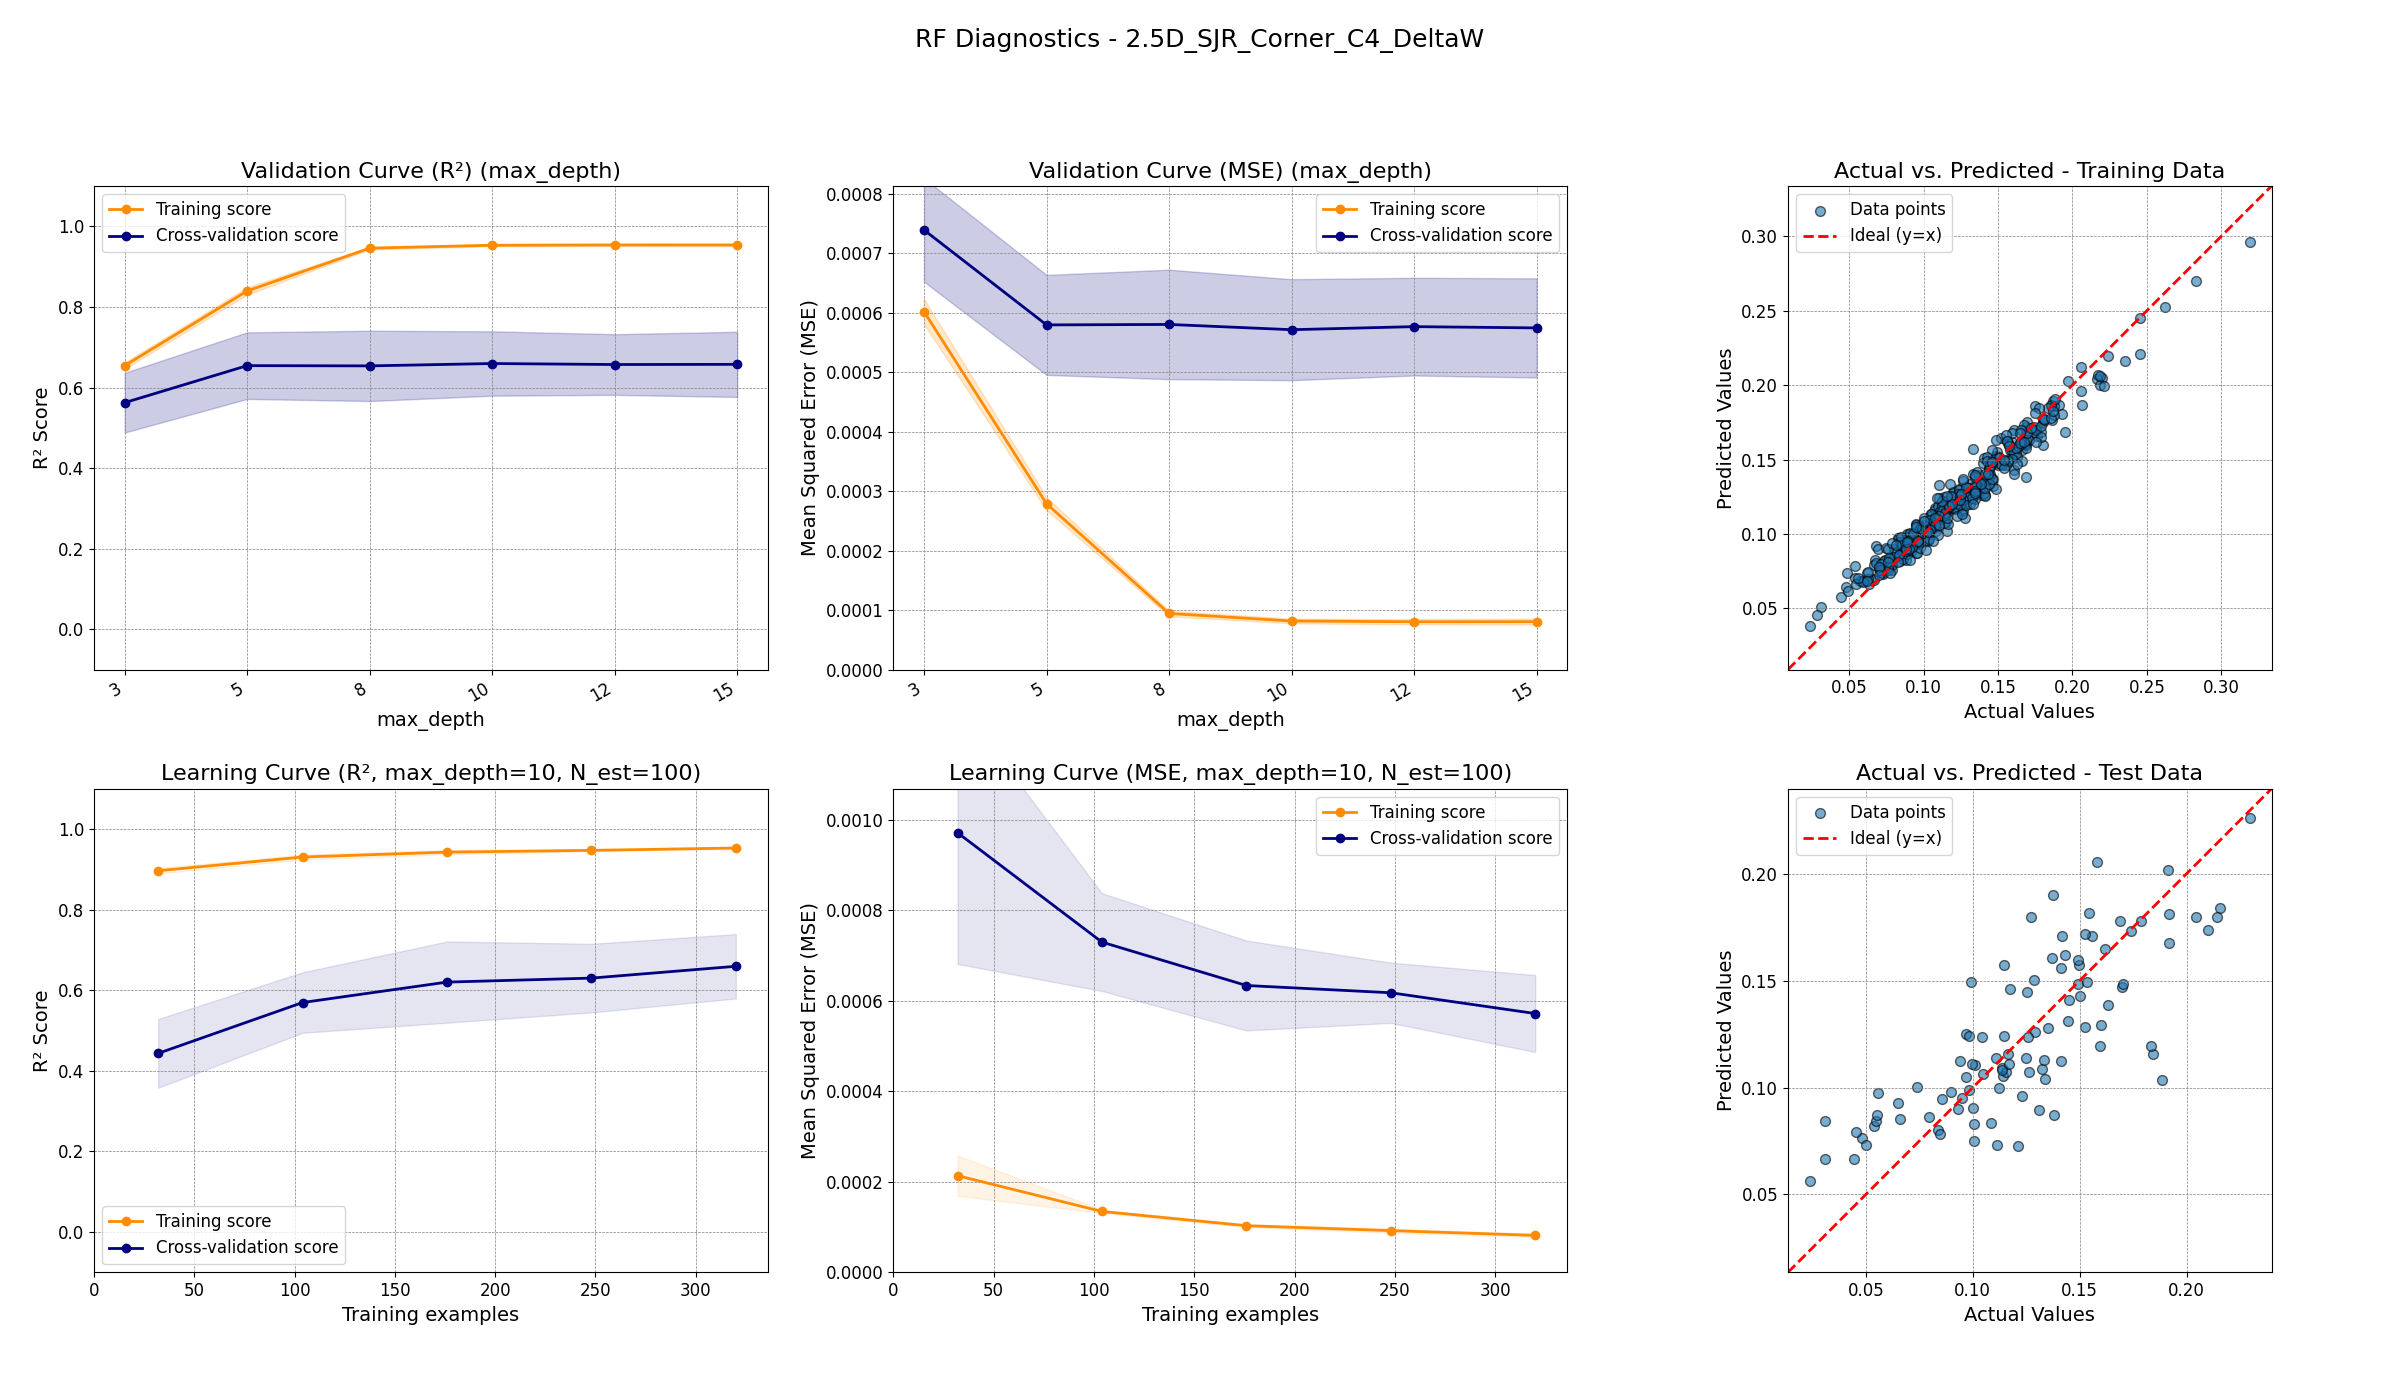 RF Diagnostics - 2.5D_SJR_Corner_C4_DeltaW
Validation Curve (R²) (max_depth)
Training score
Cross-validation score
1.0
0.8
0.6
0.4
0.2
0.0
R² Score
3
5
8
10
12
15
max_depth
Validation Curve (MSE) (max_depth)
Training score
Cross-validation score
0.0008
0.0007
0.0006
0.0005
0.0004
0.0003
0.0002
0.0001
0.0000
Mean Squared Error (MSE)
3
5
8
10
12
15
max_depth
Actual vs. Predicted - Training Data
Data points
Ideal (y=x)
0.30
0.25
0.20
0.15
0.10
0.05
Predicted Values
0.05
0.10
0.15
0.20
0.25
0.30
Actual Values
Learning Curve (R², max_depth=10, N_est=100)
1.0
0.8
0.6
0.4
0.2
0.0
R² Score
Training score
Cross-validation score
0
50
100
150
200
250
300
Training examples
Learning Curve (MSE, max_depth=10, N_est=100)
Training score
Cross-validation score
0.0010
0.0008
0.0006
0.0004
0.0002
0.0000
Mean Squared Error (MSE)
0
50
100
150
200
250
300
Training examples
Actual vs. Predicted - Test Data
Data points
Ideal (y=x)
0.20
0.15
0.10
0.05
Predicted Values
0.05
0.10
0.15
0.20
Actual Values